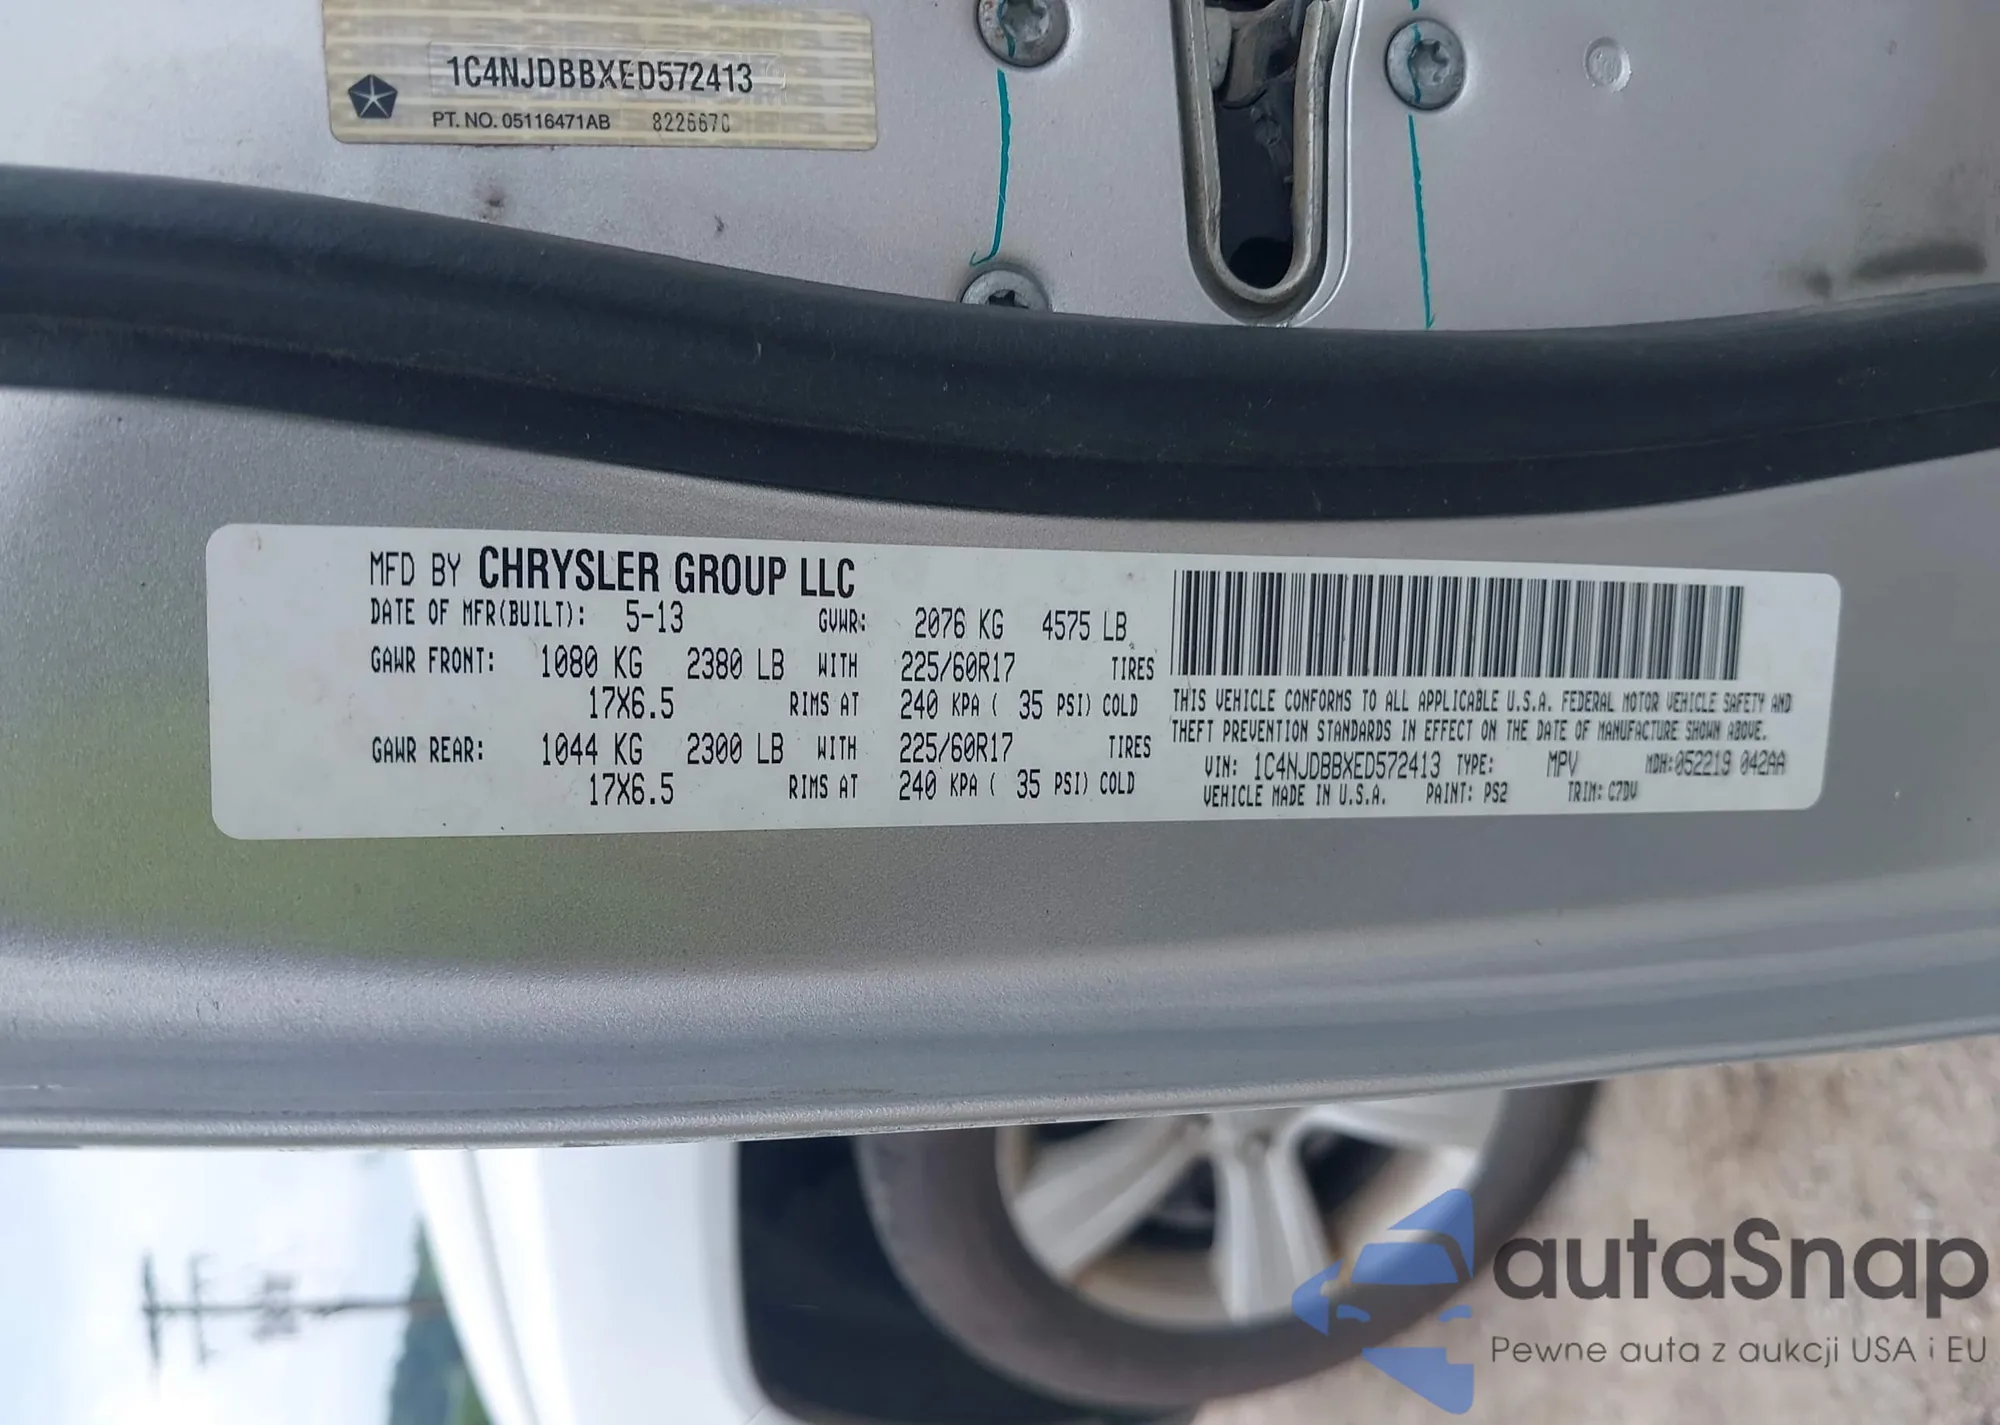 1C4NJDBBXED572413
PT. NO. 05116471AB 8226670
MFD BY CHRYSLER GROUP LLC
DATE OF MFR(BUILT): 5-13 GVWR: 2076 KG 4575 LB
GAWR FRONT: 1080 KG 2380 LB WITH 225/60R17 TIRES
17X6.5 RIMS AT 240 KPA ( 35 PSI) COLD
GAWR REAR: 1044 KG 2300 LB WITH 225/60R17 TIRES
17X6.5 RIMS AT 240 KPA ( 35 PSI) COLD
THIS VEHICLE CONFORMS TO ALL APPLICABLE U.S.A. FEDERAL MOTOR VEHICLE SAFETY AND
THEFT PREVENTION STANDARDS IN EFFECT ON THE DATE OF MANUFACTURE SHOWN ABOVE.
VIN: 1C4NJDBBXED572413 TYPE: MPV MDH:052219 042AA
VEHICLE MADE IN U.S.A. PAINT: PS2 TRIM: C7DV
autaSnap
Pewne auta z aukcji USA i EU